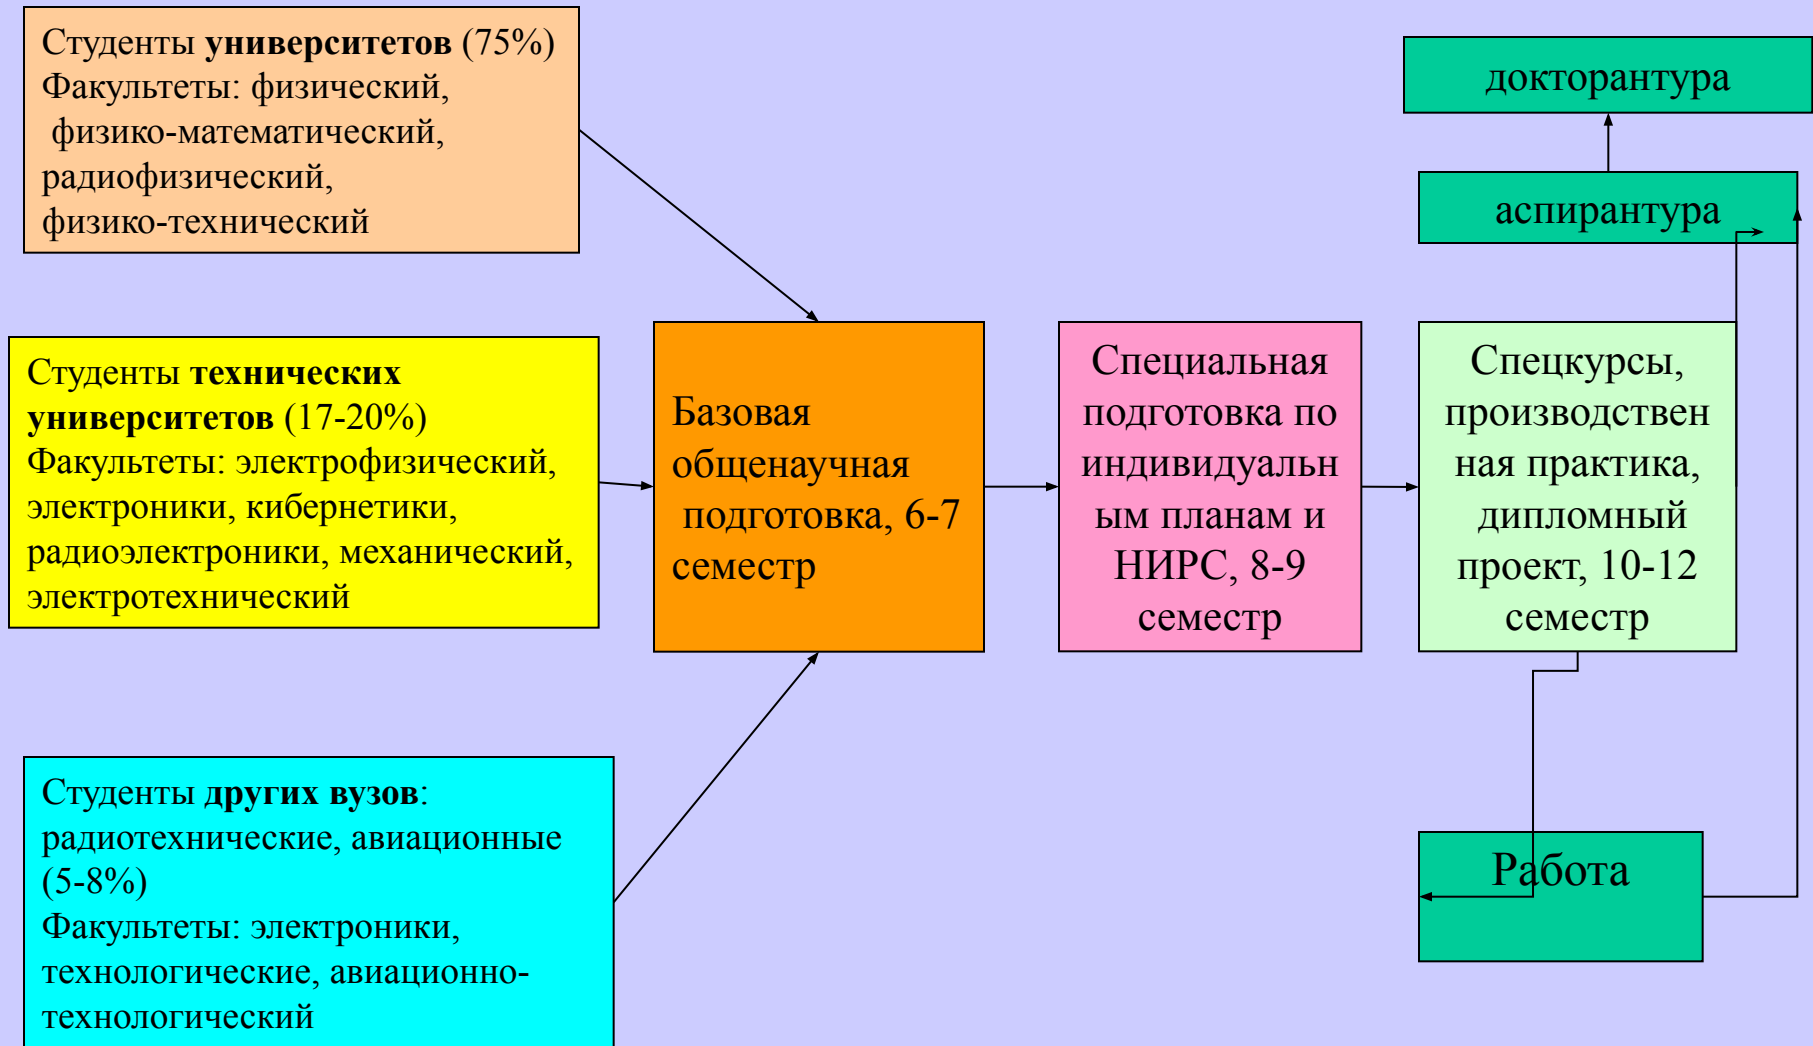 Студенты университетов (75%)
Факультеты: физический,
физико-математический,
радиофизический,
физико-технический
Студенты технических
университетов (17-20%)
Факультеты: электрофизический,
электроники, кибернетики,
радиоэлектроники, механический,
электротехнический
Студенты других вузов:
радиотехнические, авиационные
(5-8%)
Факультеты: электроники,
технологические, авиационно-
технологический
Базовая
общенаучная
подготовка, 6-7
семестр
Специальная
подготовка по
индивидуальн
ым планам и
НИРС, 8-9
семестр
Спецкурсы,
производствен
ная практика,
дипломный
проект, 10-12
семестр
докторантура
аспирантура
Работа